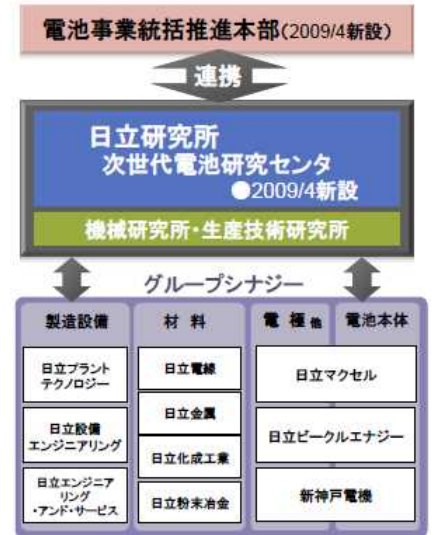 電池事業統括推進本部(2009/4新設)
連携
日立研究所
次世代電池研究センタ
●2009/4新設
機械研究所・生産技術研究所
グループシナジー
製造設備
日立プラント
テクノロジー
日立設備
エンジニアリング
日立エンジニア
リング
・アンド・サービス
材 料
日立電線
日立金属
日立化成工業
日立粉末冶金
電 極 他 電池本体
日立マクセル
日立ビークルエナジー
新神戸電機